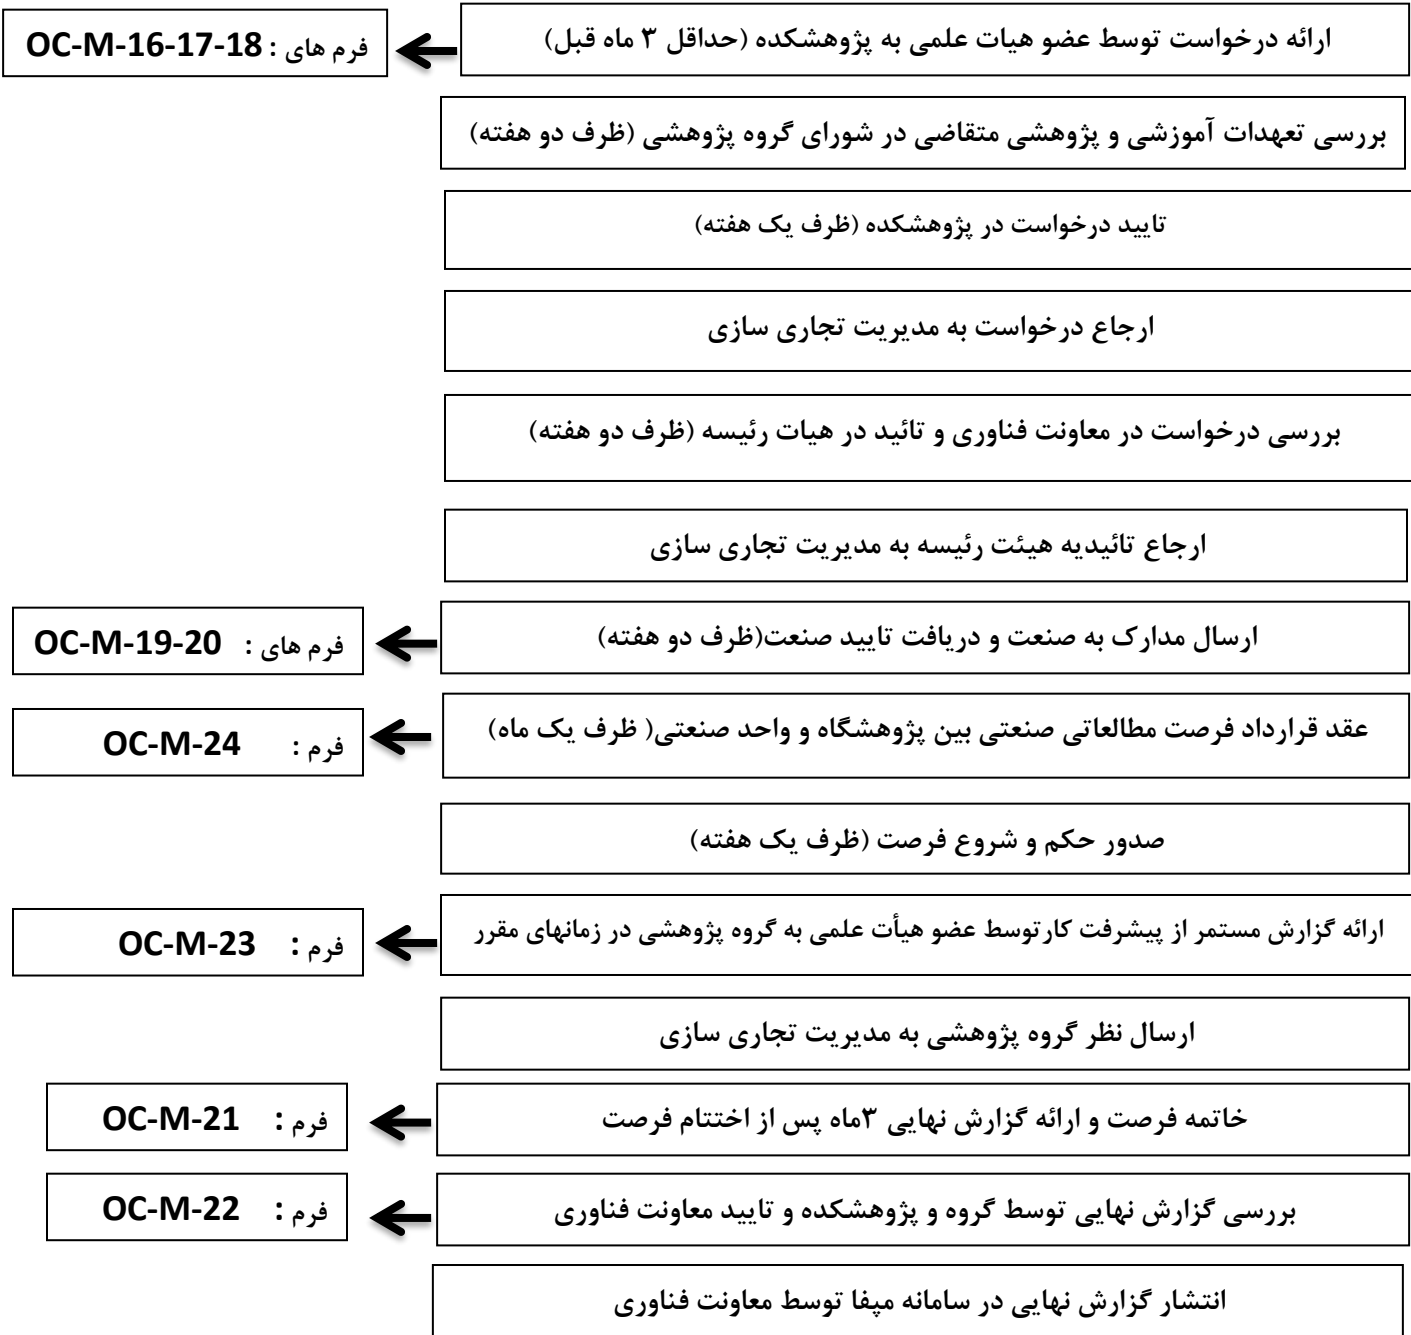 ارائه درخواست توسط عضو هیات علمی به پژوهشکده (حداقل ۳ ماه قبل)
فرم های : OC-M-16-17-18
بررسی تعهدات آموزشی و پژوهشی متقاضی در شورای گروه پژوهشی (ظرف دو هفته)
تایید درخواست در پژوهشکده (ظرف یک هفته)
ارجاع درخواست به مدیریت تجاری سازی
بررسی درخواست در معاونت فناوری و تائید در هیات رئیسه (ظرف دو هفته)
ارجاع تائیدیه هیئت رئیسه به مدیریت تجاری سازی
ارسال مدارک به صنعت و دریافت تایید صنعت(ظرف دو هفته)
فرم های : OC-M-19-20
عقد قرارداد فرصت مطالعاتی صنعتی بین پژوهشگاه و واحد صنعتی( ظرف یک ماه)
فرم : OC-M-24
صدور حکم و شروع فرصت (ظرف یک هفته)
ارائه گزارش مستمر از پیشرفت کارتوسط عضو هیأت علمی به گروه پژوهشی در زمانهای مقرر
فرم : OC-M-23
ارسال نظر گروه پژوهشی به مدیریت تجاری سازی
خاتمه فرصت و ارائه گزارش نهایی ۳ماه پس از اختتام فرصت
فرم : OC-M-21
بررسی گزارش نهایی توسط گروه و پژوهشکده و تایید معاونت فناوری
فرم : OC-M-22
انتشار گزارش نهایی در سامانه مپفا توسط معاونت فناوری